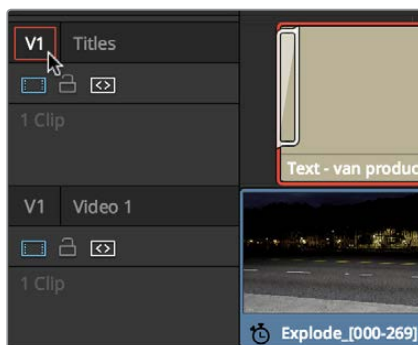 V1 Titles
1 Clip
Text - van produc
V1 Video 1
1 Clip
Explode_[000-269]